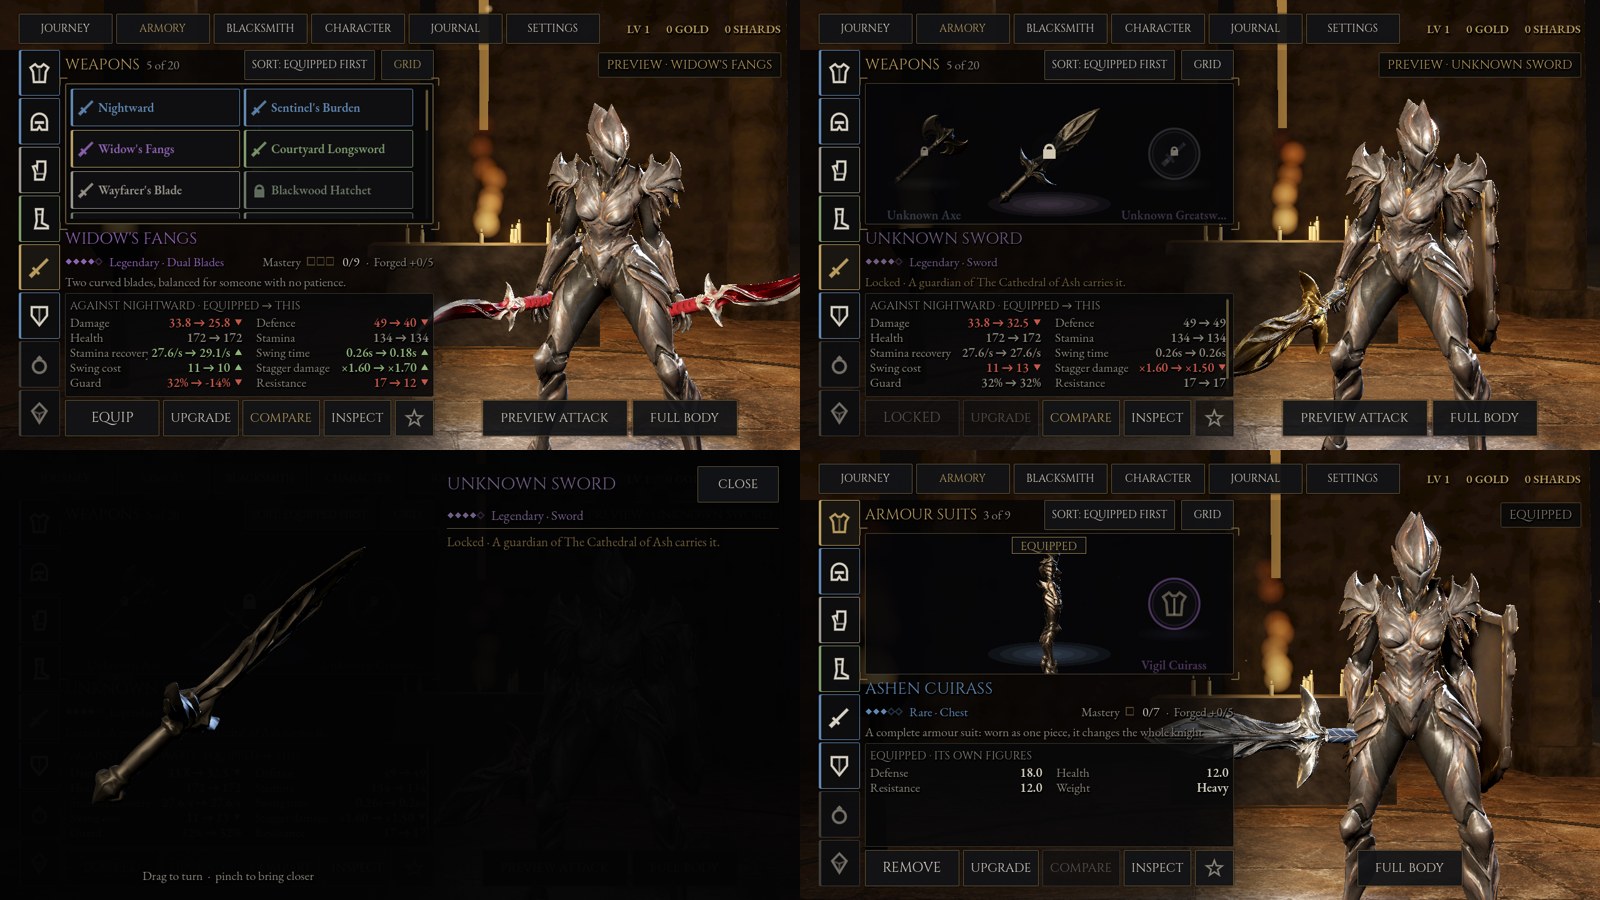 JOURNEY ARMORY BLACKSMITH CHARACTER JOURNAL SETTINGS LV 1 0 GOLD 0 SHARDS
WEAPONS 5 of 20 SORT: EQUIPPED FIRST GRID PREVIEW · WIDOW'S FANGS
Nightward Sentinel's Burden
Widow's Fangs Courtyard Longsword
Wayfarer's Blade Blackwood Hatchet
WIDOW'S FANGS
Legendary · Dual Blades Mastery 0/9 · Forged +0/5
Two curved blades, balanced for someone with no patience.
AGAINST NIGHTWARD · EQUIPPED → THIS
Damage 33.8 → 25.8 ▼ Defence 49 → 40 ▼
Health 172 → 172 Stamina 134 → 134
Stamina recovery 27.6/s → 29.1/s ▲ Swing time 0.26s → 0.18s ▲
Swing cost 11 → 10 ▲ Stagger damage ×1.60 → ×1.70 ▲
Guard 32% → -14% ▼ Resistance 17 → 12 ▼
EQUIP UPGRADE COMPARE INSPECT PREVIEW ATTACK FULL BODY
JOURNEY ARMORY BLACKSMITH CHARACTER JOURNAL SETTINGS LV 1 0 GOLD 0 SHARDS
WEAPONS 5 of 20 SORT: EQUIPPED FIRST GRID PREVIEW · UNKNOWN SWORD
Unknown Axe Unknown Greatsw...
UNKNOWN SWORD
Legendary · Sword
Locked · A guardian of The Cathedral of Ash carries it.
AGAINST NIGHTWARD · EQUIPPED → THIS
Damage 33.8 → 32.5 ▼ Defence 49 → 49
Health 172 → 172 Stamina 134 → 134
Stamina recovery 27.6/s → 27.6/s Swing time 0.26s → 0.26s
Swing cost 11 → 13 ▼ Stagger damage ×1.60 → ×1.50 ▼
Guard 32% → 32% Resistance 17 → 17
LOCKED UPGRADE COMPARE INSPECT PREVIEW ATTACK FULL BODY
UNKNOWN SWORD CLOSE
Legendary · Sword
Locked · A guardian of The Cathedral of Ash carries it.
Drag to turn · pinch to bring closer
JOURNEY ARMORY BLACKSMITH CHARACTER JOURNAL SETTINGS LV 1 0 GOLD 0 SHARDS
ARMOUR SUITS 3 of 9 SORT: EQUIPPED FIRST GRID EQUIPPED
EQUIPPED
Vigil Cuirass
ASHEN CUIRASS
Rare · Chest Mastery 0/7 · Forged +0/5
A complete armour suit: worn as one piece, it changes the whole knight.
EQUIPPED · ITS OWN FIGURES
Defense 18.0 Health 12.0
Resistance 12.0 Weight Heavy
REMOVE UPGRADE COMPARE INSPECT FULL BODY